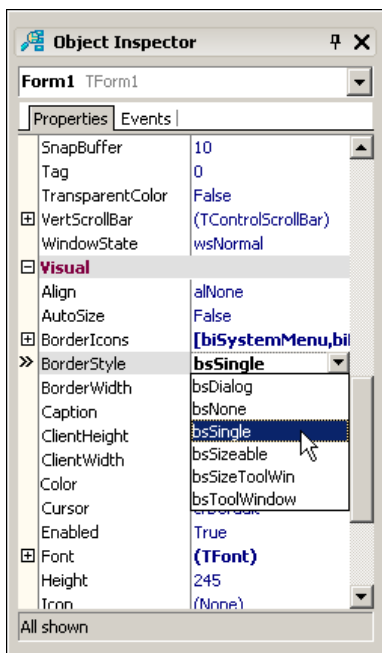 Object Inspector
Form1 TForm1
Properties Events
SnapBuffer 10
Tag 0
TransparentColor False
VertScrollBar (TControlScrollBar)
WindowState wsNormal
Visual
Align alNone
AutoSize False
BorderIcons [biSystemMenu,bi
BorderStyle bsSingle
BorderWidth bsDialog
Caption bsNone
ClientHeight bsSingle
ClientWidth bsSizeable
Color bsSizeToolWin
Cursor bsToolWindow
Enabled True
Font (TFont)
Height 245
Icon (None)
All shown